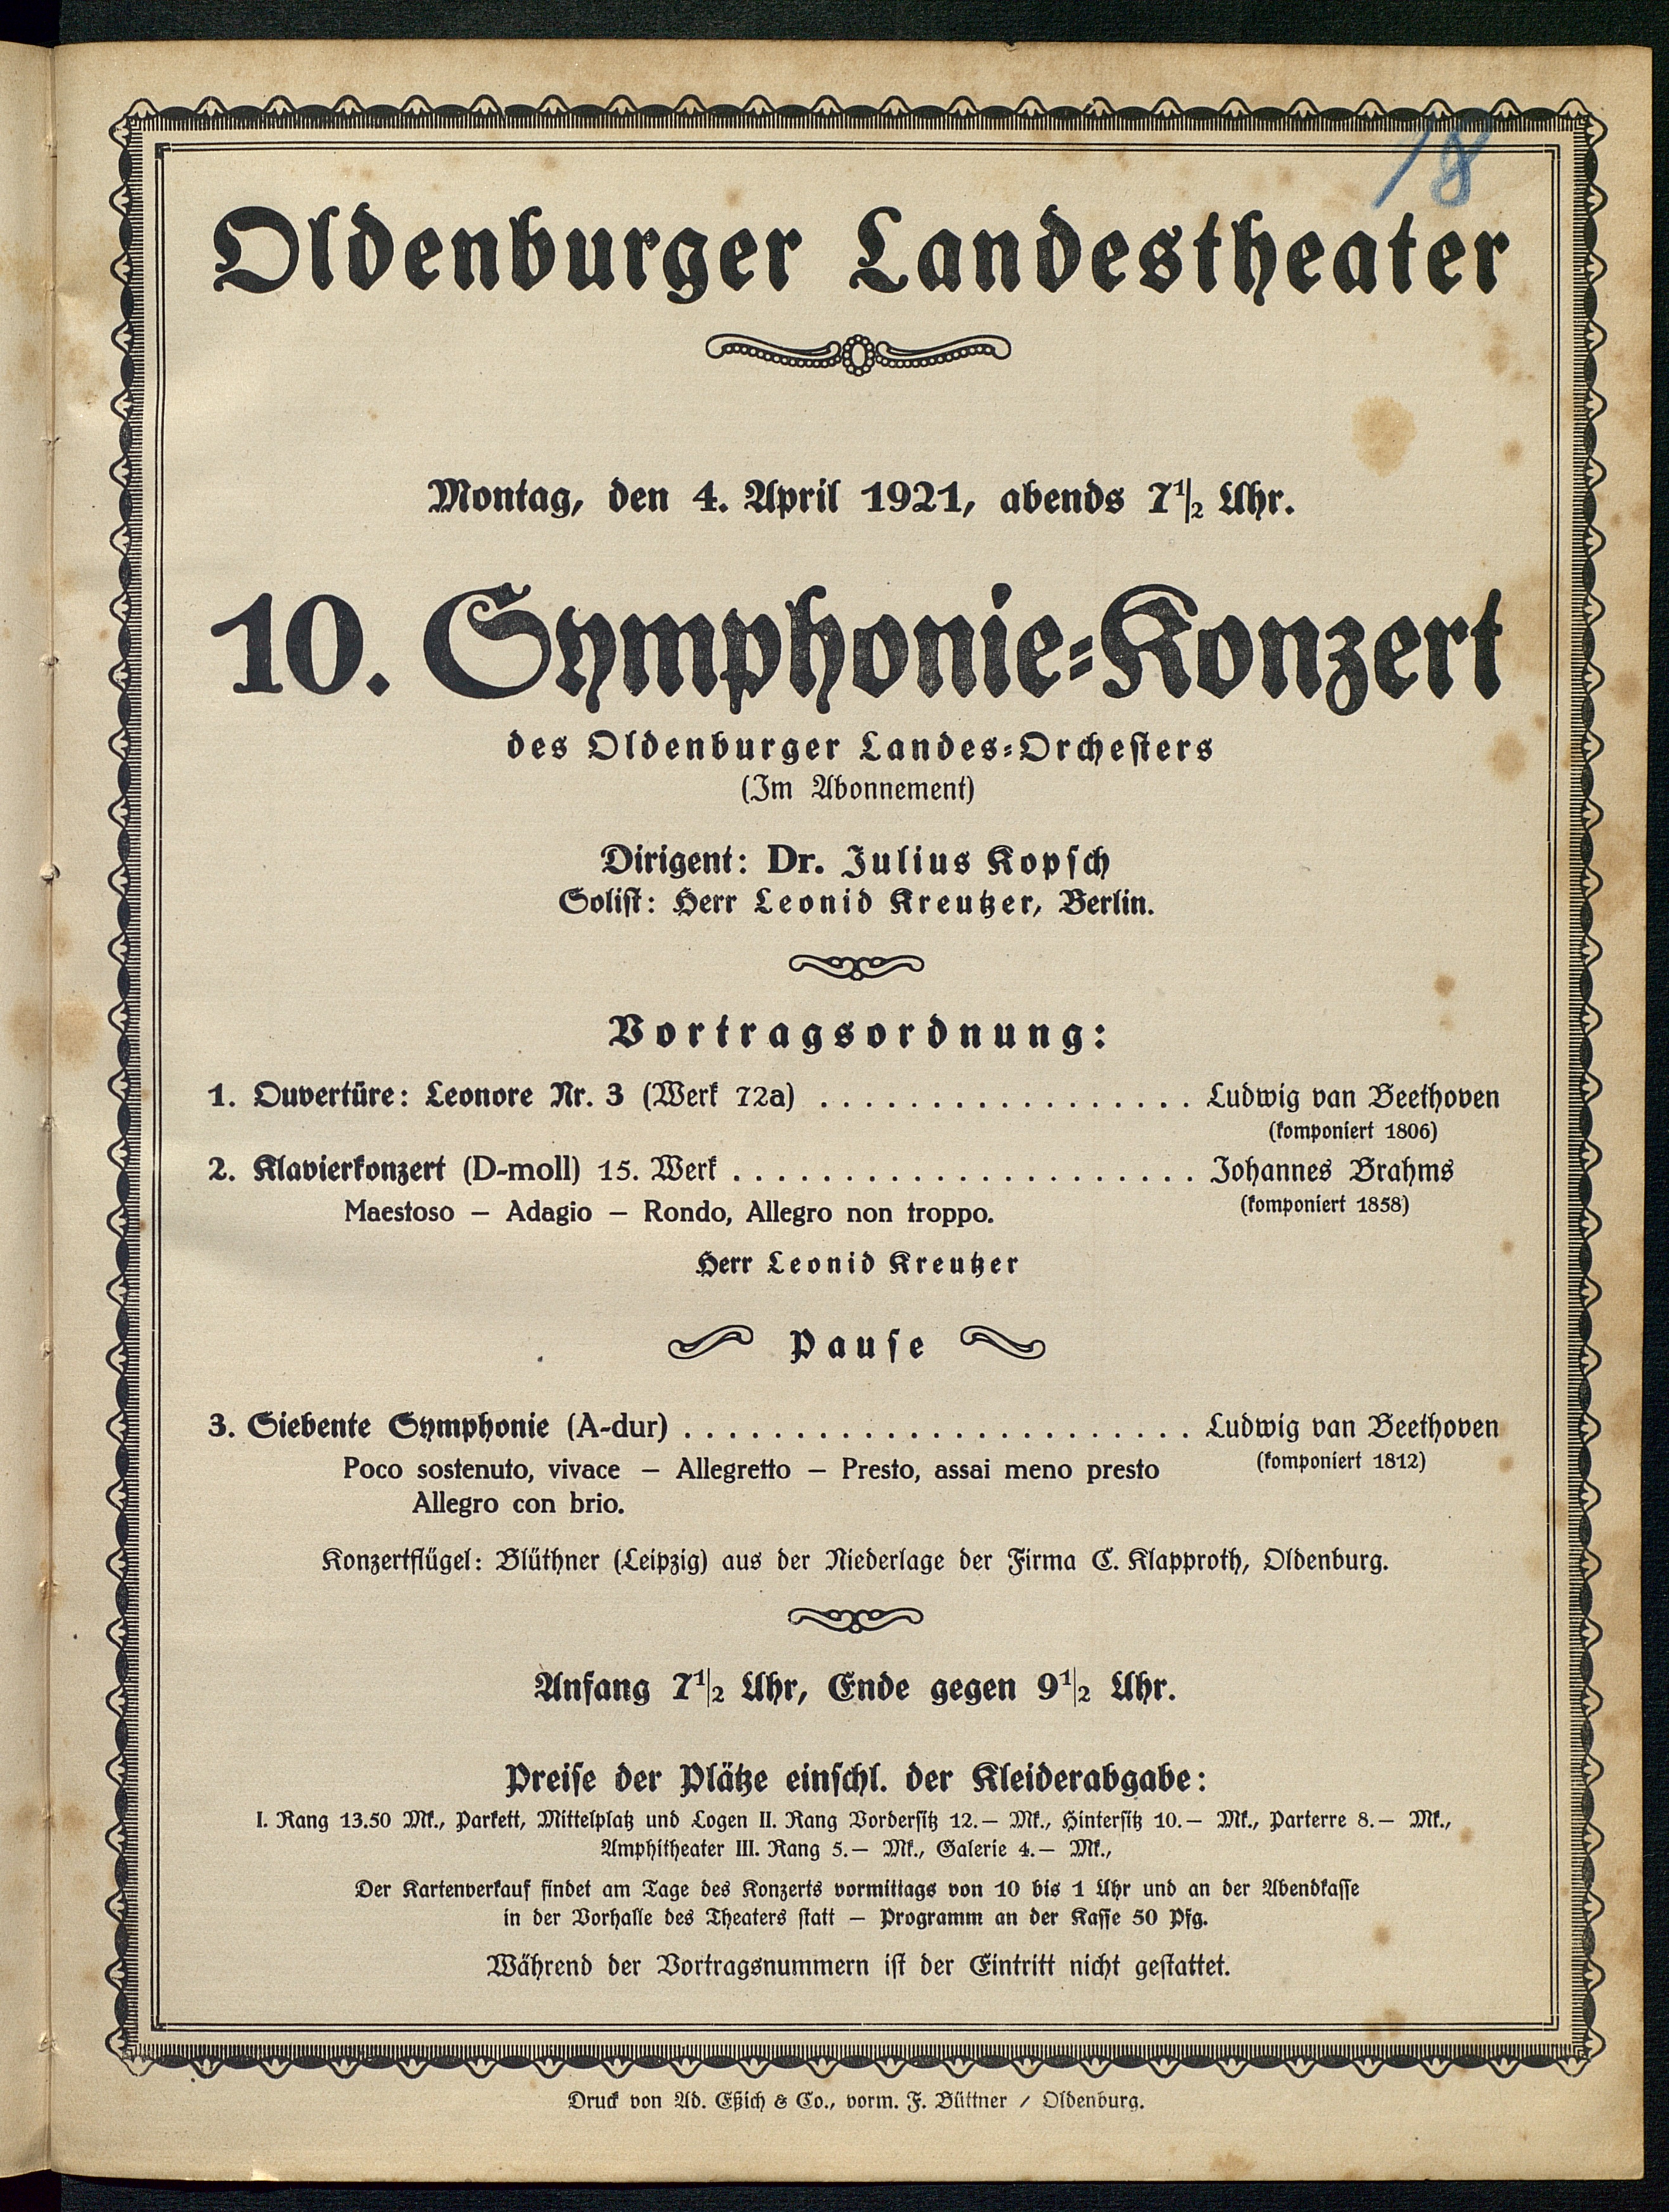 18
Oldenburger Landestheater
Montag, den 4. April 1921, abends 7 1/2 Uhr.
10. Symphonie=Konzert
des Oldenburger Landes=Orchesters
(Im Abonnement)
Dirigent: Dr. Julius Kopsch
Solist: Herr Leonid Kreutzer, Berlin.
Vortragsordnung:
1. Ouvertüre: Leonore Nr. 3 (Werk 72a) . . . . . . . . . . . . . . . . . Ludwig van Beethoven
(komponiert 1806)
2. Klavierkonzert (D-moll) 15. Werk . . . . . . . . . . . . . . . . . . . . . Johannes Brahms
(komponiert 1858)
Maestoso — Adagio — Rondo, Allegro non troppo.
Herr Leonid Kreutzer
Pause
3. Siebente Symphonie (A-dur) . . . . . . . . . . . . . . . . . . . . . . . Ludwig van Beethoven
(komponiert 1812)
Poco sostenuto, vivace — Allegretto — Presto, assai meno presto
Allegro con brio.
Konzertflügel: Blüthner (Leipzig) aus der Niederlage der Firma C. Klapproth, Oldenburg.
Anfang 7 1/2 Uhr, Ende gegen 9 1/2 Uhr.
Preise der Plätze einschl. der Kleiderabgabe:
I. Rang 13.50 Mk., Parkett, Mittelplatz und Logen II. Rang Vordersitz 12.— Mk., Hintersitz 10.— Mk., Parterre 8.— Mk.,
Amphitheater III. Rang 5.— Mk., Galerie 4.— Mk.,
Der Kartenverkauf findet am Tage des Konzerts vormittags von 10 bis 1 Uhr und an der Abendkasse
in der Vorhalle des Theaters statt — Programm an der Kasse 50 Pfg.
Während der Vortragsnummern ist der Eintritt nicht gestattet.
Druck von Ad. Eßich & Co., vorm. F. Büttner / Oldenburg.